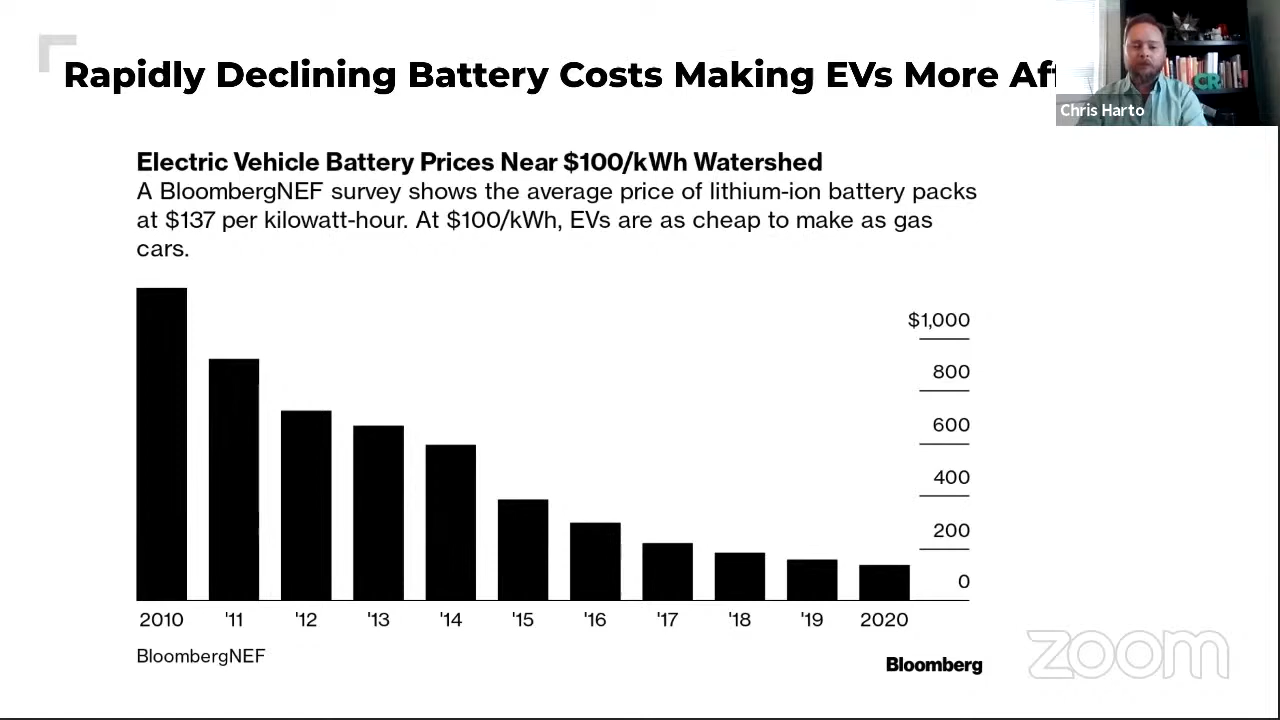 Rapidly Declining Battery Costs Making EVs More
Chris Harto
CR
Electric Vehicle Battery Prices Near $100/kWh Watershed
A BloombergNEF survey shows the average price of lithium-ion battery packs
at $137 per kilowatt-hour. At $100/kWh, EVs are as cheap to make as gas
cars.
$1,000
800
600
400
200
0
2010 '11 '12 '13 '14 '15 '16 '17 '18 '19 2020
BloombergNEF
Bloomberg
zoom